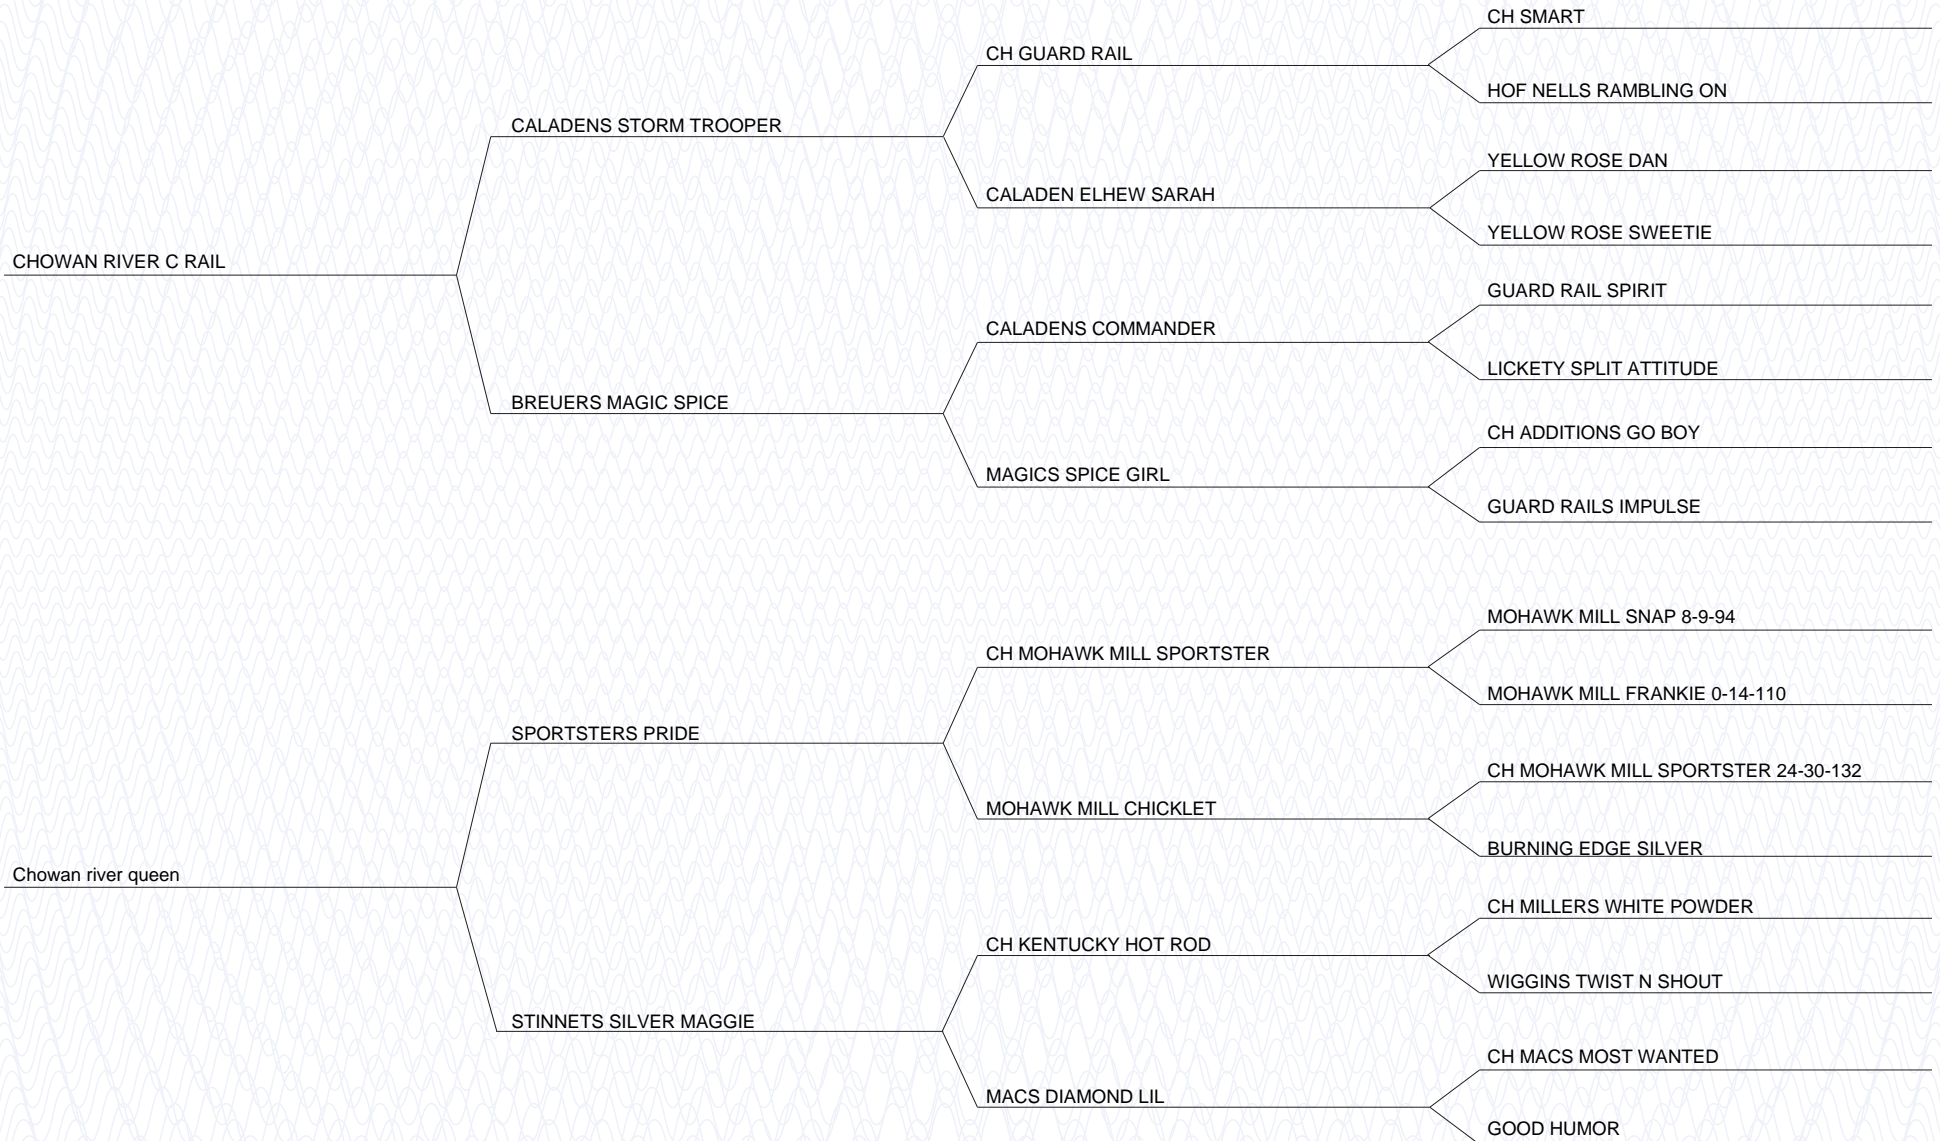 CH SMART
CH GUARD RAIL
HOF NELLS RAMBLING ON
CALADENS STORM TROOPER
YELLOW ROSE DAN
CALADEN ELHEW SARAH
YELLOW ROSE SWEETIE
CHOWAN RIVER C RAIL
GUARD RAIL SPIRIT
CALADENS COMMANDER
LICKETY SPLIT ATTITUDE
BREUERS MAGIC SPICE
CH ADDITIONS GO BOY
MAGICS SPICE GIRL
GUARD RAILS IMPULSE
MOHAWK MILL SNAP 8-9-94
CH MOHAWK MILL SPORTSTER
MOHAWK MILL FRANKIE 0-14-110
SPORTSTERS PRIDE
CH MOHAWK MILL SPORTSTER 24-30-132
MOHAWK MILL CHICKLET
BURNING EDGE SILVER
Chowan river queen
CH MILLERS WHITE POWDER
CH KENTUCKY HOT ROD
WIGGINS TWIST N SHOUT
STINNETS SILVER MAGGIE
CH MACS MOST WANTED
MACS DIAMOND LIL
GOOD HUMOR